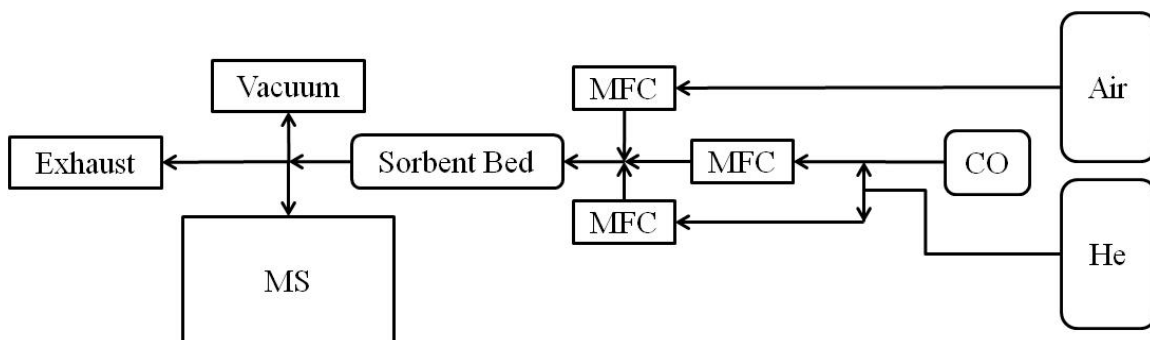 Vacuum
MFC
Air
Exhaust
Sorbent Bed
MFC
CO
MFC
MS
He